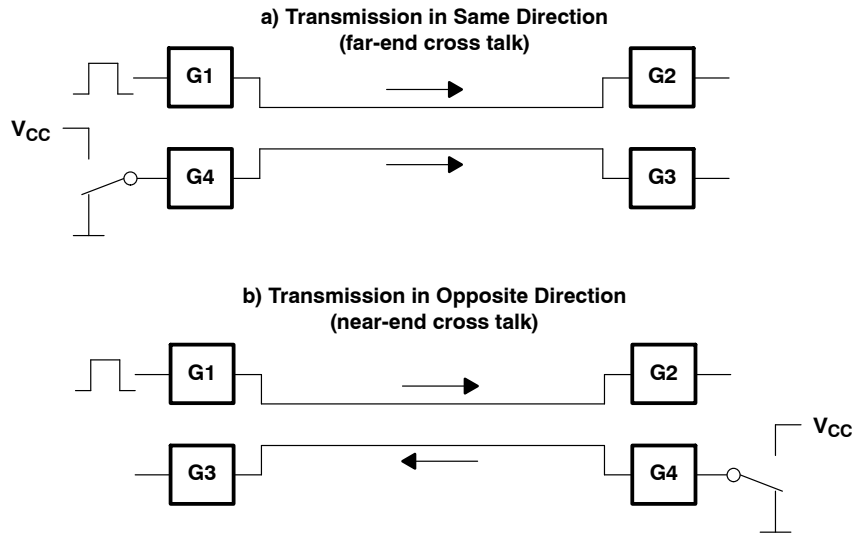 a) Transmission in Same Direction
(far-end cross talk)
G1
G2
VCC
G4
G3
b) Transmission in Opposite Direction
(near-end cross talk)
G1
G2
VCC
G3
G4